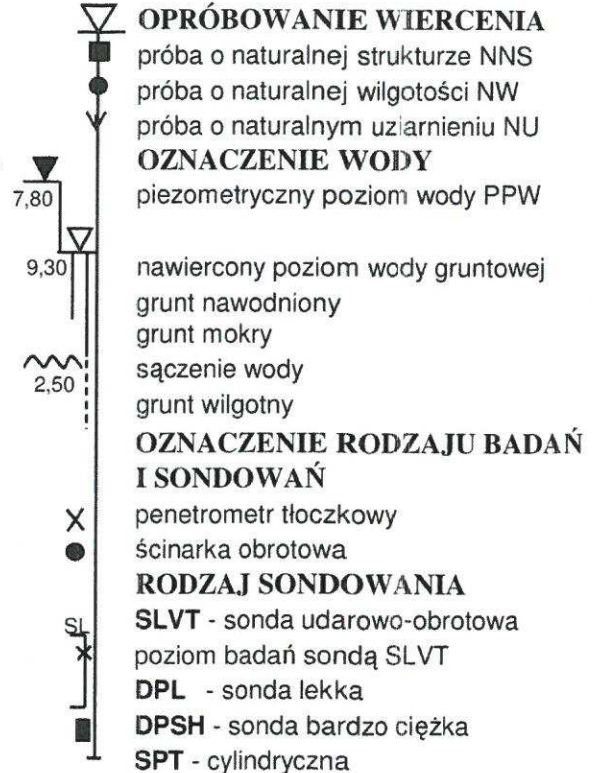 OPRÓBOWANIE WIERCENIA
próba o naturalnej strukturze NNS
próba o naturalnej wilgotości NW
próba o naturalnym uziarnieniu NU
OZNACZENIE WODY
7,80 piezometryczny poziom wody PPW
9,30 nawiercony poziom wody gruntowej
grunt nawodniony
grunt mokry
sączenie wody
2,50
grunt wilgotny
OZNACZENIE RODZAJU BADAŃ
I SONDOWAŃ
penetrometr tłoczkowy
ścinarka obrotowa
RODZAJ SONDOWANIA
SL SLVT - sonda udarowo-obrotowa
poziom badań sondą SLVT
DPL - sonda lekka
DPSH - sonda bardzo ciężka
SPT - cylindryczna